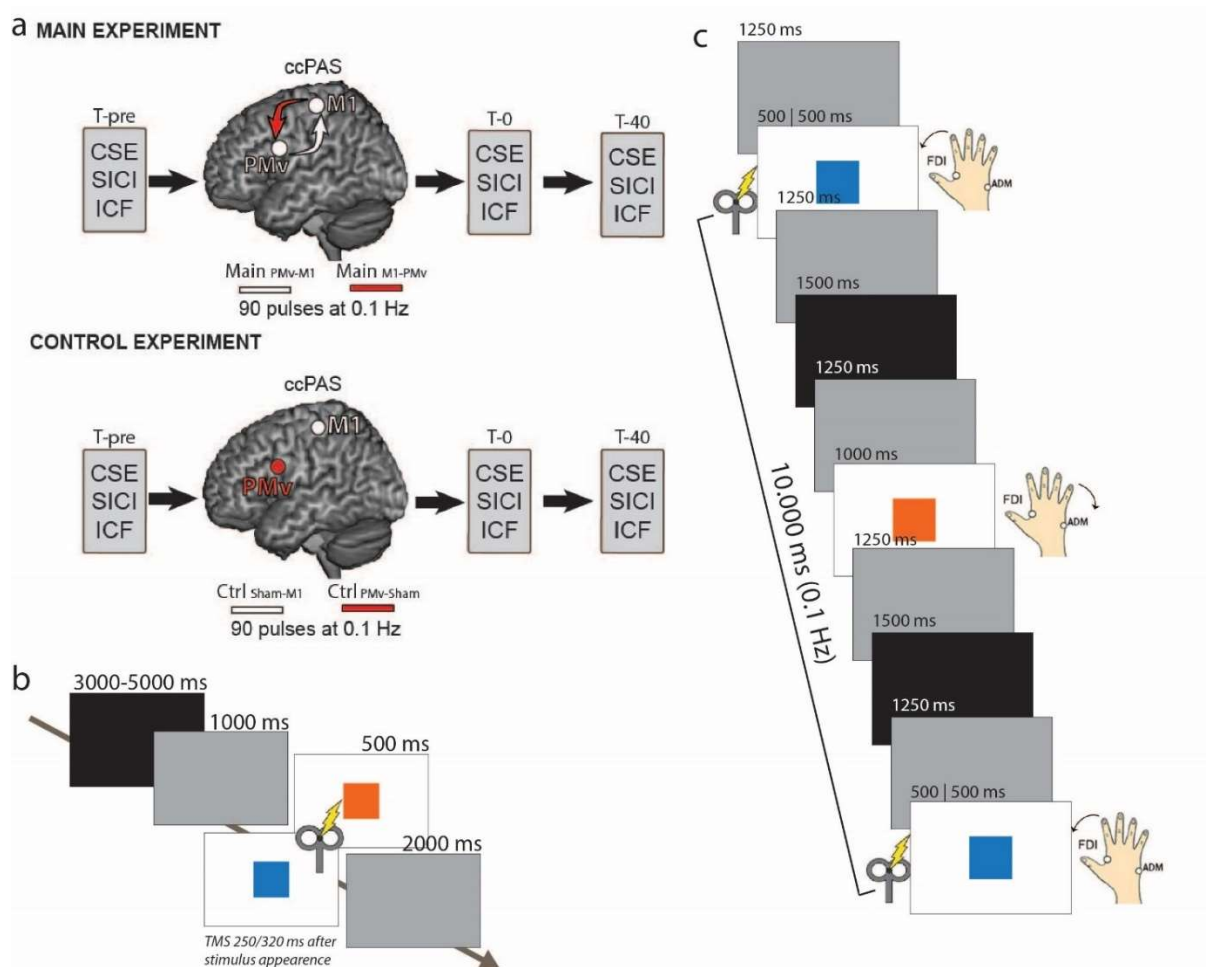 a MAIN EXPERIMENT
ccPAS
T-pre
CSE
SICI
ICF
M1
PMv
T-0
CSE
SICI
ICF
T-40
CSE
SICI
ICF
Main PMv-M1 Main M1-PMv
90 pulses at 0.1 Hz
CONTROL EXPERIMENT
ccPAS
T-pre
CSE
SICI
ICF
M1
PMv
T-0
CSE
SICI
ICF
T-40
CSE
SICI
ICF
Ctrl Sham-M1 Ctrl PMv-Sham
90 pulses at 0.1 Hz
b
3000-5000 ms
1000 ms
500 ms
2000 ms
TMS 250/320 ms after
stimulus appearence
c
1250 ms
500 | 500 ms
FDI
ADM
1250 ms
1500 ms
1250 ms
1000 ms
FDI
ADM
1250 ms
1500 ms
1250 ms
500 | 500 ms
FDI
ADM
10.000 ms (0.1 Hz)